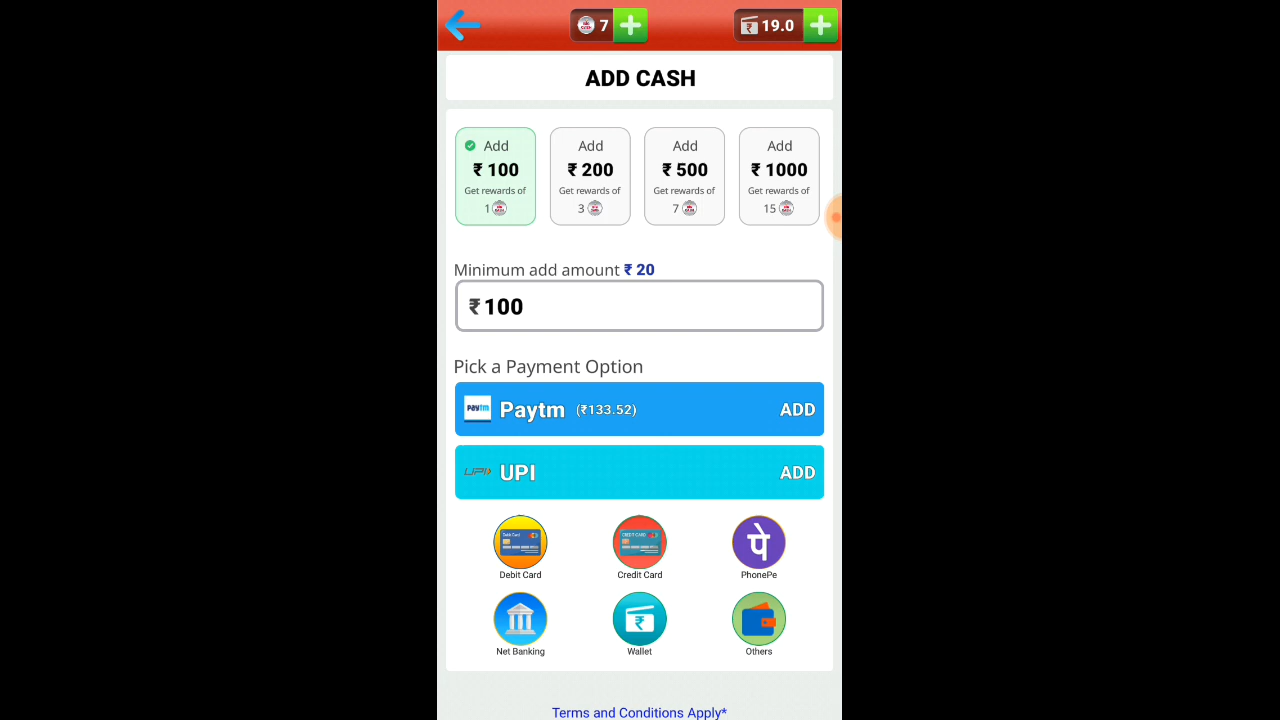 7 + ₹ 19.0 +
ADD CASH
Add Add Add Add
₹ 100 ₹ 200 ₹ 500 ₹ 1000
Get rewards of Get rewards of Get rewards of Get rewards of
1 3 7 15
Minimum add amount ₹ 20
₹ 100
Pick a Payment Option
Paytm Paytm (₹133.52) ADD
UPI UPI ADD
पे
Debit Card Credit Card PhonePe
₹
Net Banking Wallet Others
Terms and Conditions Apply*